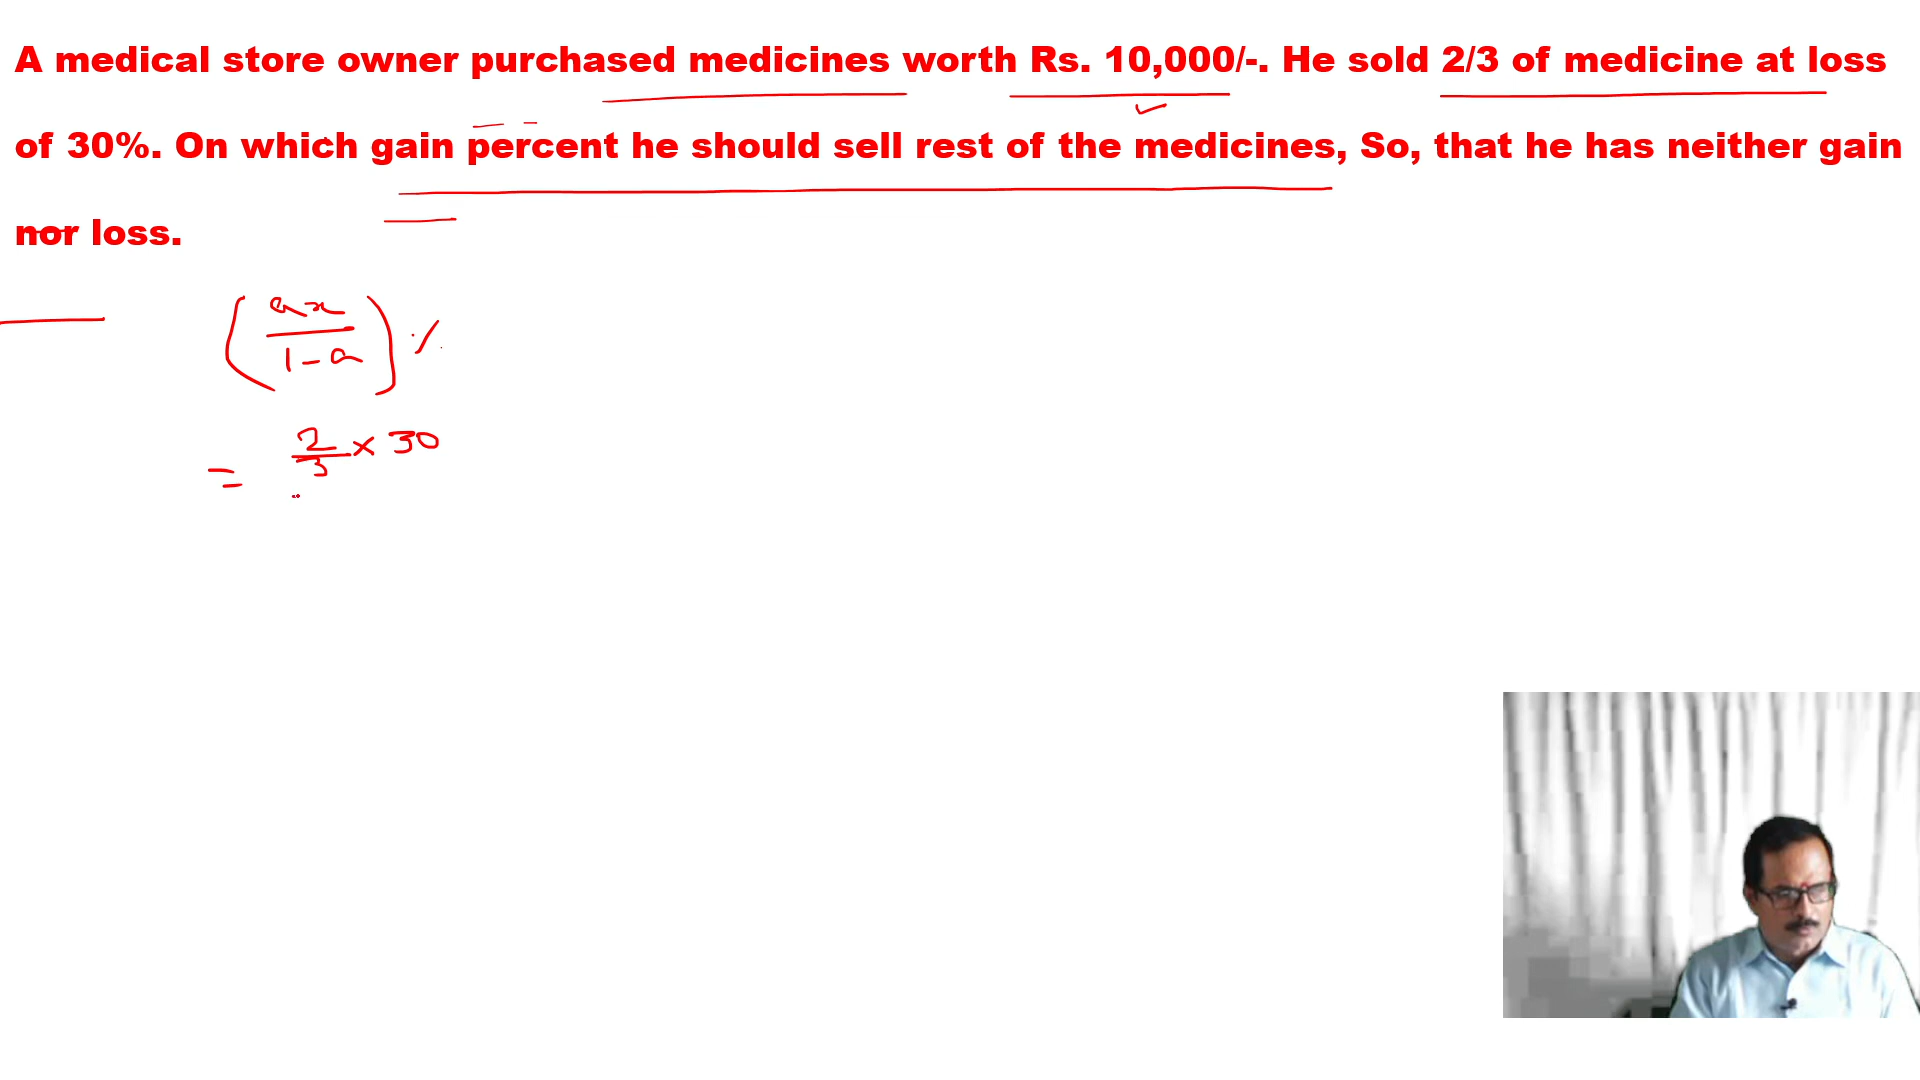 A medical store owner purchased medicines worth Rs. 10,000/-. He sold 2/3 of medicine at loss
of 30%. On which gain percent he should sell rest of the medicines, So, that he has neither gain
nor loss.
(ax/1-a) %
= 2/3 × 30